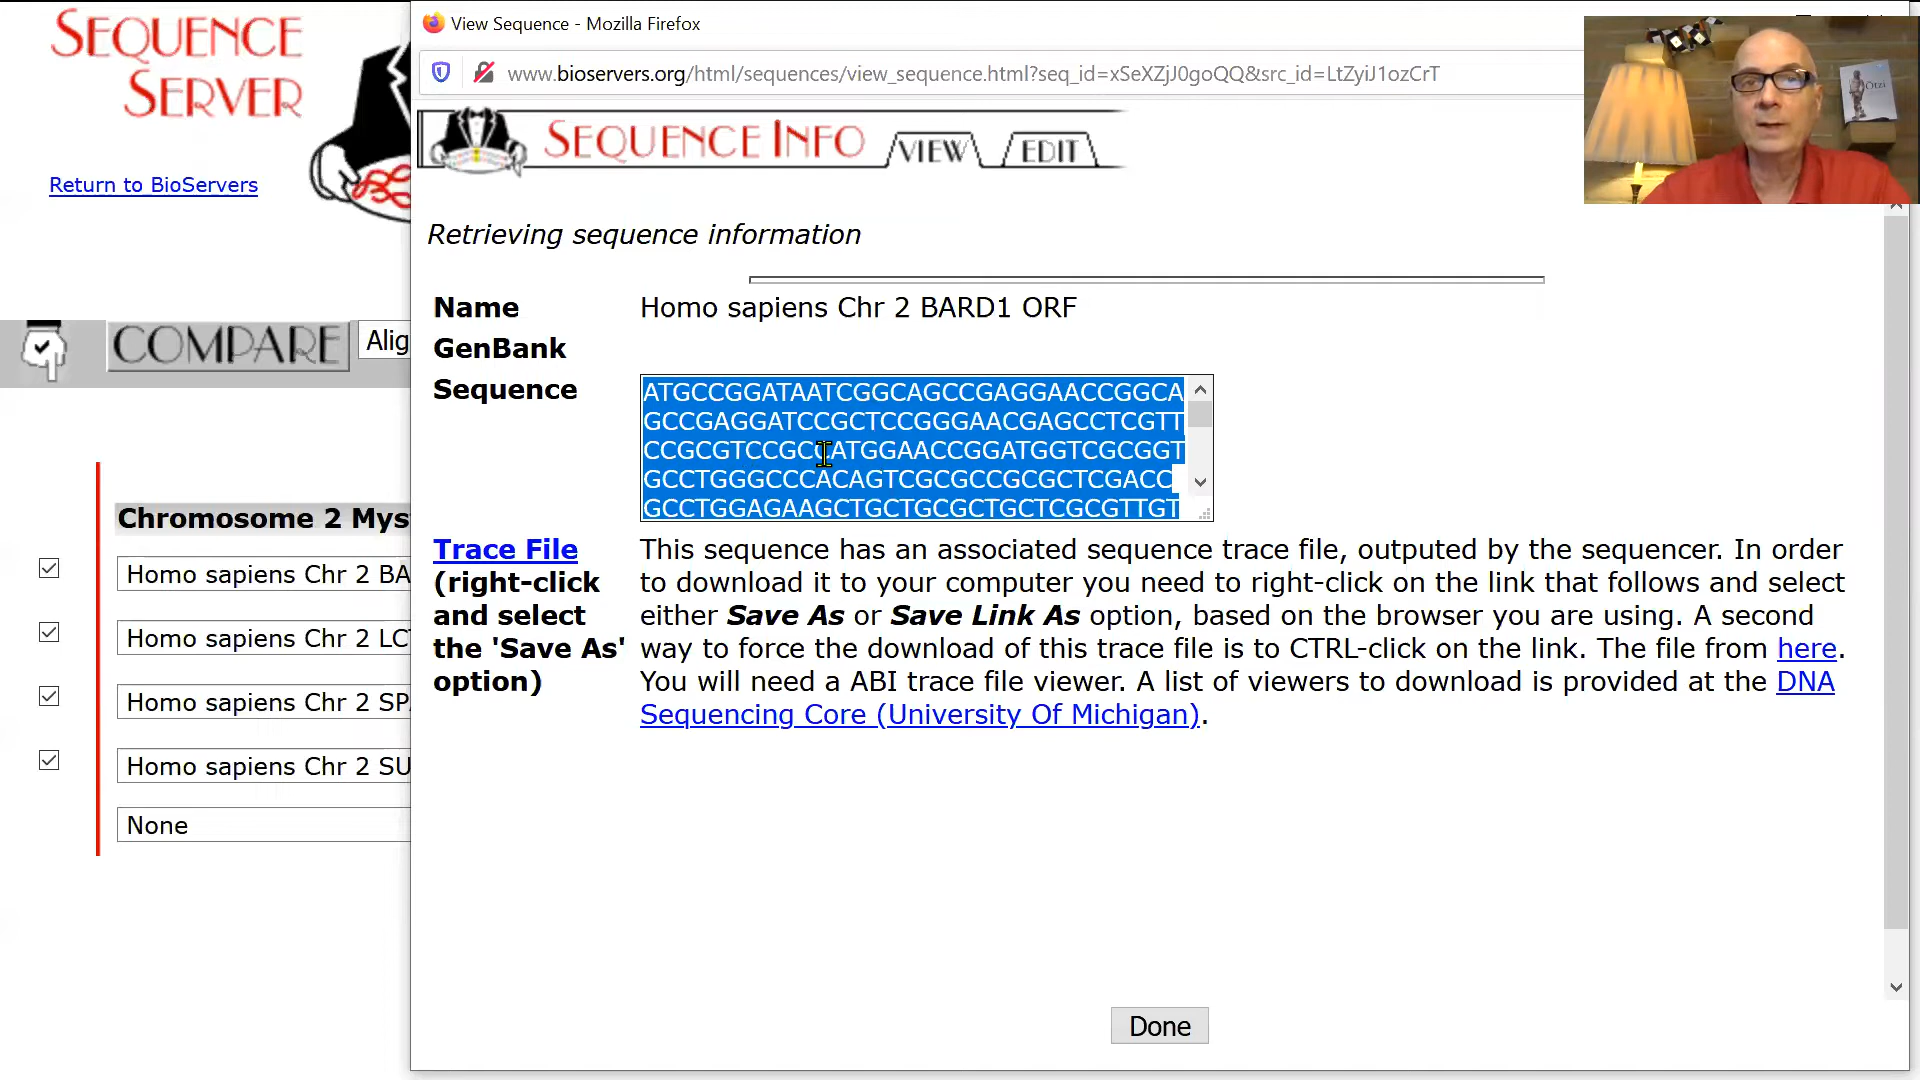 SEQUENCE
SERVER
Return to BioServers
COMPARE
Alig
Chromosome 2 Mys
Homo sapiens Chr 2 BA
Homo sapiens Chr 2 LC
Homo sapiens Chr 2 SP
Homo sapiens Chr 2 SU
None
View Sequence - Mozilla Firefox
www.bioservers.org/html/sequences/view_sequence.html?seq_id=xSeXZjJ0goQQ&src_id=LtZyiJ1ozCrT
SEQUENCE INFO
VIEW
EDIT
Retrieving sequence information
Name Homo sapiens Chr 2 BARD1 ORF
GenBank
Sequence
ATGCCGGATAATCGGCAGCCGAGGAACCGGCA
GCCGAGGATCCGCTCCGGGAACGAGCCTCGTT
CCGCGTCCGCCATGGAACCGGATGGTCGCGGT
GCCTGGGCCCACAGTCGCGCCGCGCTCGACC
GCCTGGAGAAGCTGCTGCGCTGCTCGCGTTGT
Trace File
(right-click
and select
the 'Save As'
option)
This sequence has an associated sequence trace file, outputed by the sequencer. In order
to download it to your computer you need to right-click on the link that follows and select
either Save As or Save Link As option, based on the browser you are using. A second
way to force the download of this trace file is to CTRL-click on the link. The file from here.
You will need a ABI trace file viewer. A list of viewers to download is provided at the DNA
Sequencing Core (University Of Michigan).
Done
Ötzi